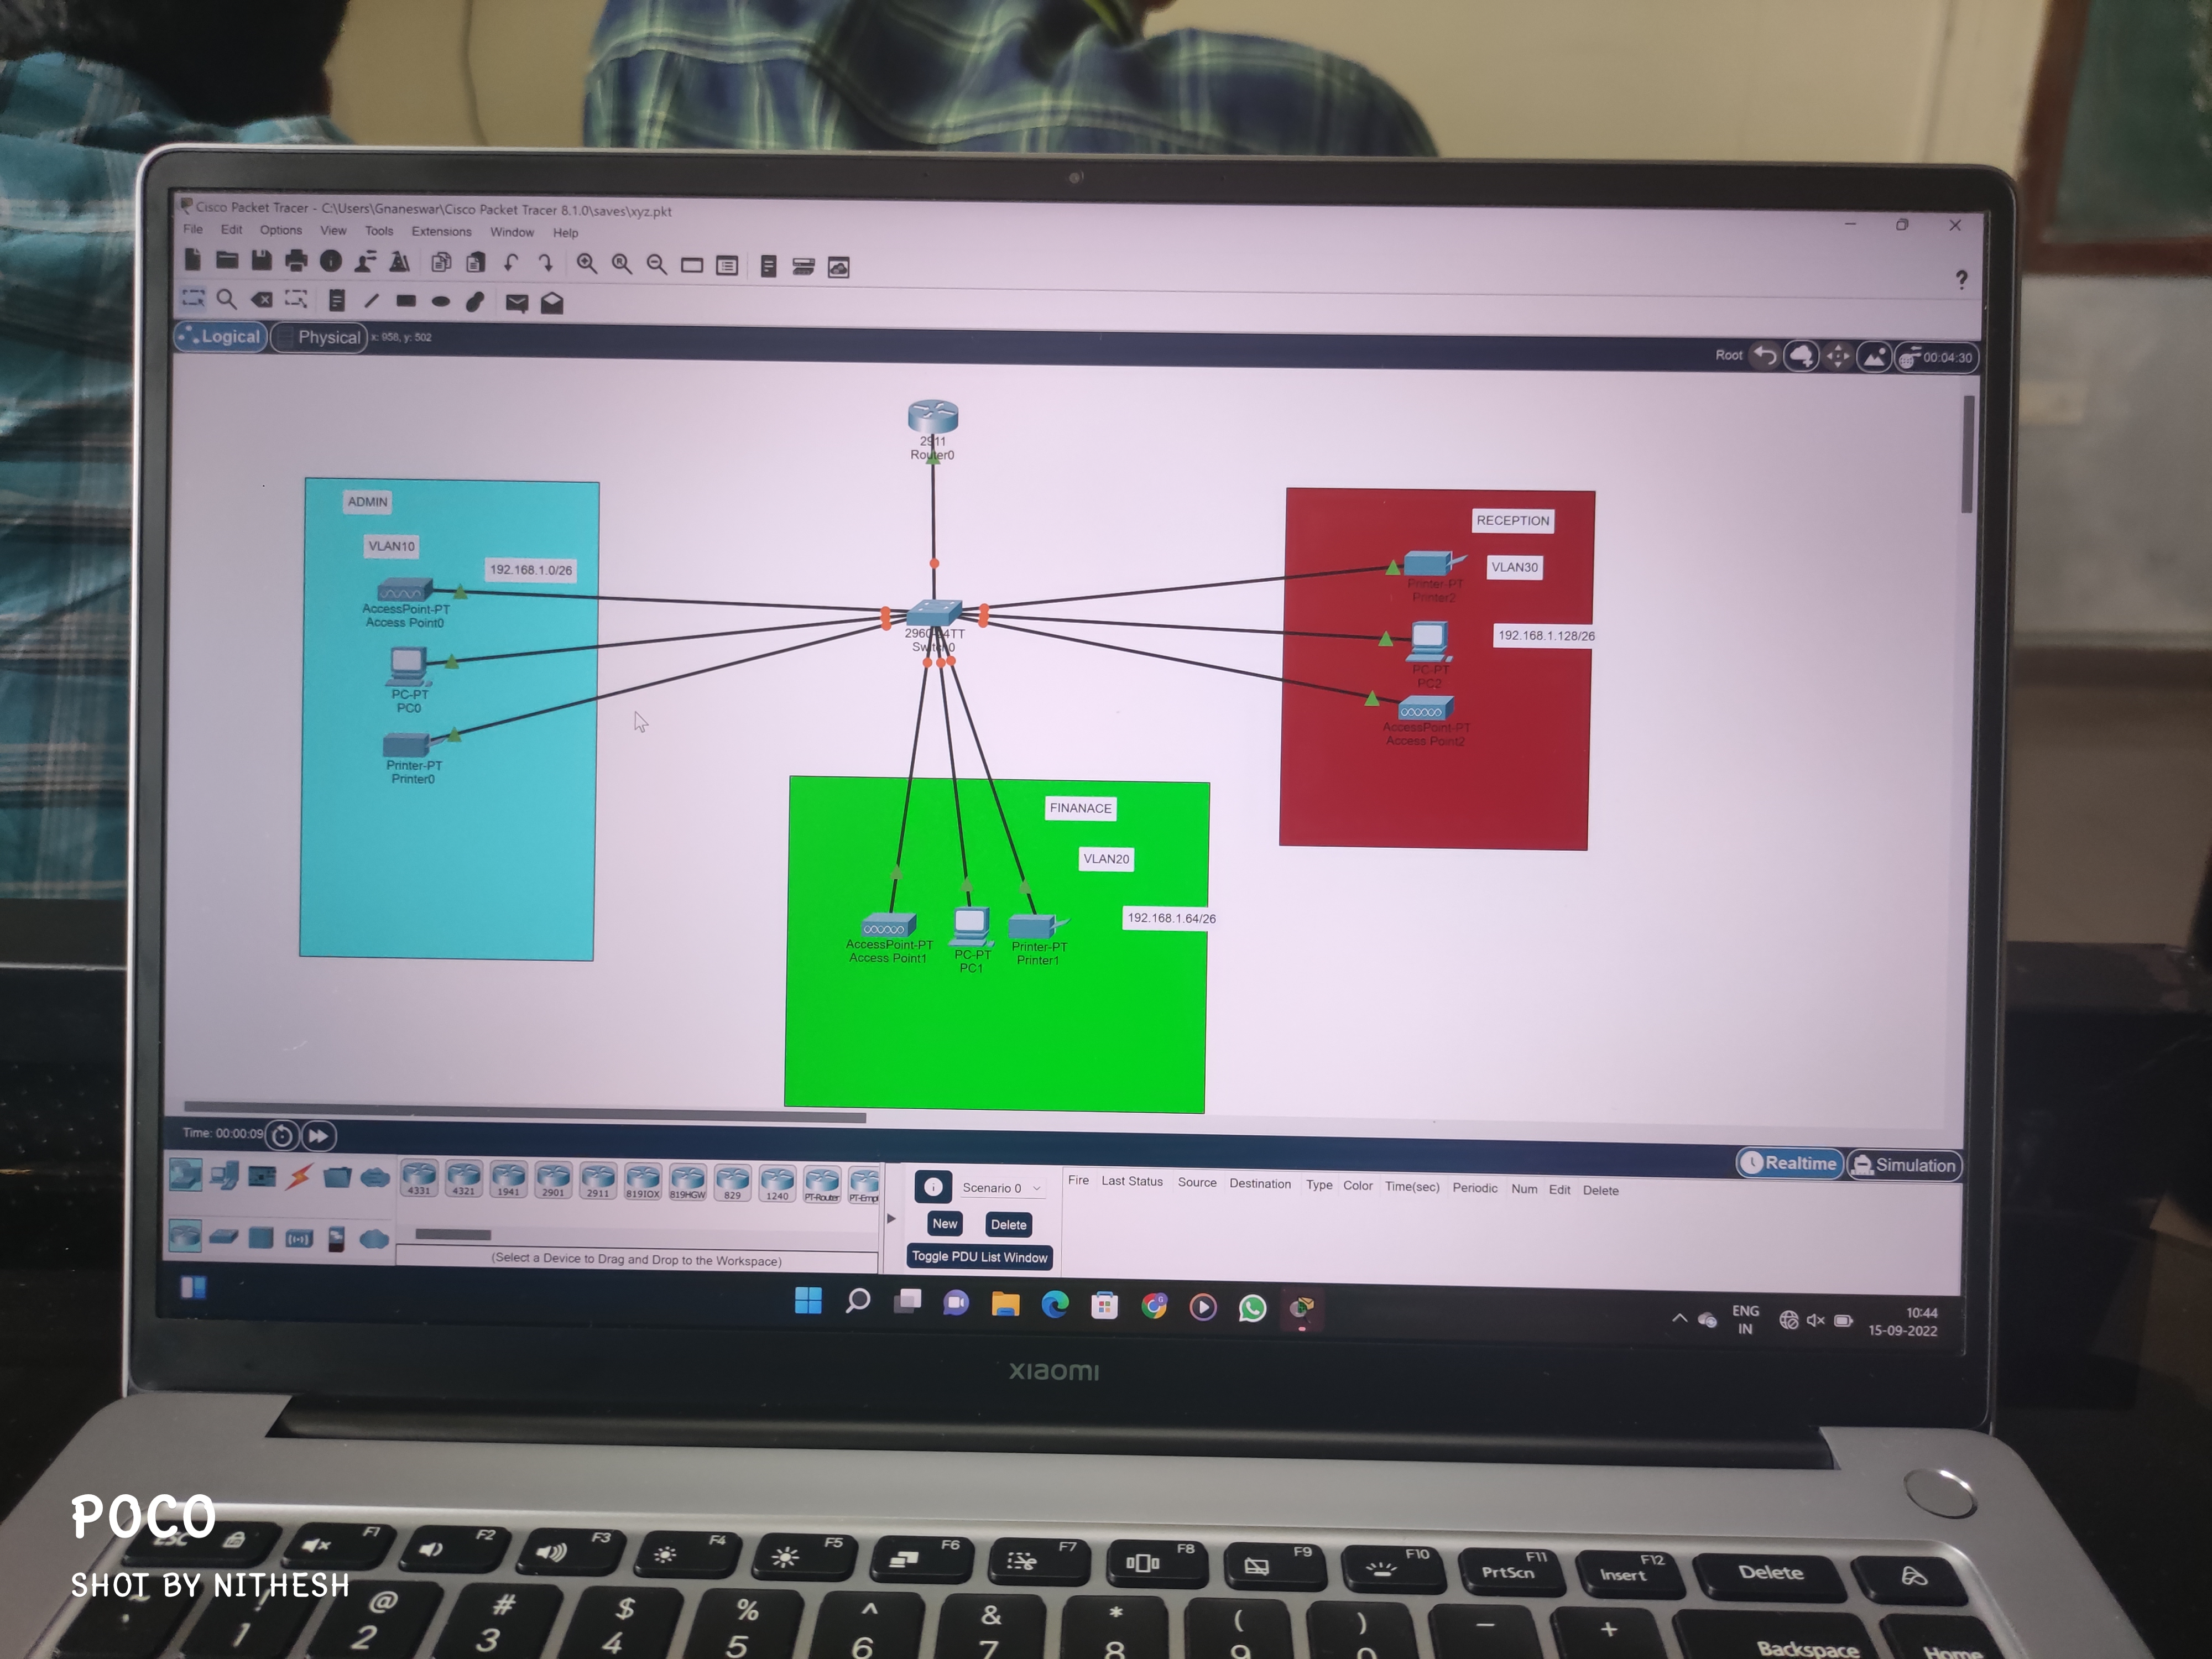 Cisco Packet Tracer - C:\Users\Gnaneswar\Cisco Packet Tracer 8.1.0\saves\xyz.pkt
File Edit Options View Tools Extensions Window Help
?
Logical Physical x: 958, y: 502
Root 00:04:30
2911
Router0
ADMIN
VLAN10
192.168.1.0/26
AccessPoint-PT
Access Point0
PC-PT
PC0
Printer-PT
Printer0
Switch0
RECEPTION
VLAN30
Printer-PT
Printer2
192.168.1.128/26
PC-PT
PC2
AccessPoint-PT
Access Point2
FINANACE
VLAN20
192.168.1.64/26
AccessPoint-PT
Access Point1
PC-PT
PC1
Printer-PT
Printer1
Time: 00:00:09
Realtime Simulation
4331 4321 1941 2901 2911 819IOX 819HGW 829 1240 PT-Router PT-Empt
(Select a Device to Drag and Drop to the Workspace)
Scenario 0
New Delete
Toggle PDU List Window
Fire Last Status Source Destination Type Color Time(sec) Periodic Num Edit Delete
ENG
IN
10:44
15-09-2022
xiaomi
POCO
SHOT BY NITHESH
ESC F1 F2 F3 F4 F5 F6 F7 F8 F9 F10 PrtScn F11 Insert F12 Delete
~ ! 1 @ 2 # 3 $ 4 % 5 ^ 6 & 7 * 8 ( 9 ) 0 - + Backspace Home